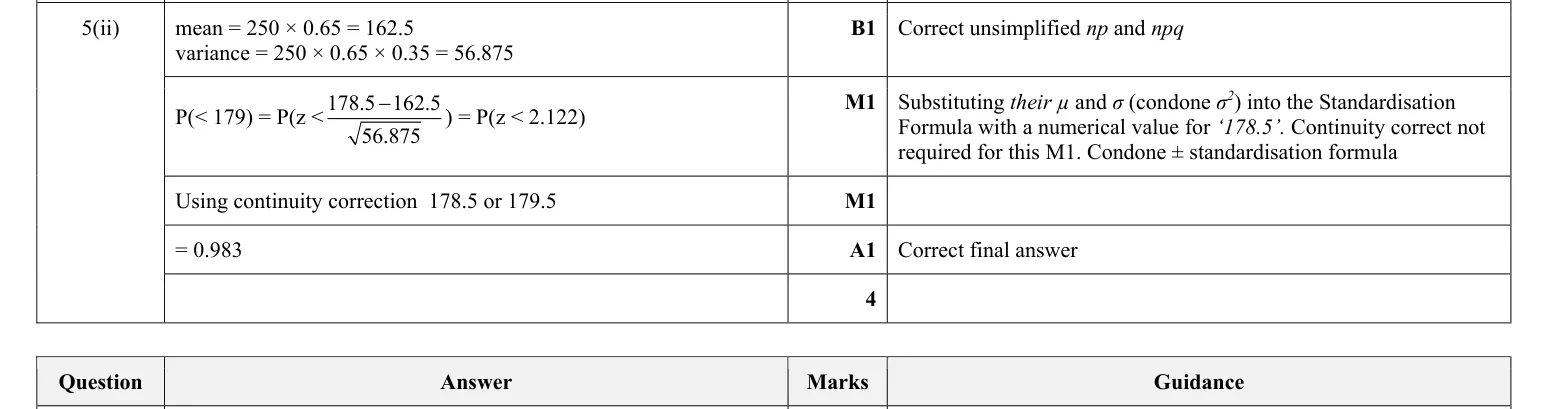 5(ii)
mean = 250 × 0.65 = 162.5
variance = 250 × 0.65 × 0.35 = 56.875
B1
Correct unsimplified np and npq
P(< 179) = P(z < (178.5 – 162.5)/√56.875) = P(z < 2.122)
M1
Substituting their μ and σ (condone σ²) into the Standardisation
Formula with a numerical value for ‘178.5’. Continuity correct not
required for this M1. Condone ± standardisation formula
Using continuity correction 178.5 or 179.5
M1
= 0.983
A1
Correct final answer
4
Question
Answer
Marks
Guidance